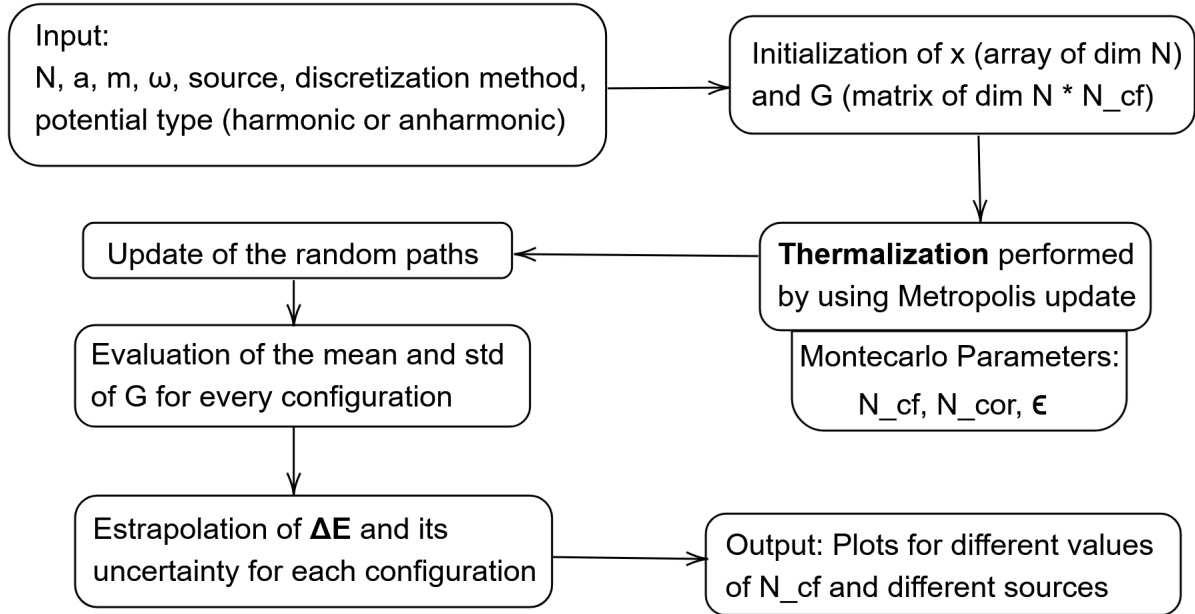 Input:
N, a, m, ω, source, discretization method,
potential type (harmonic or anharmonic)
Initialization of x (array of dim N)
and G (matrix of dim N * N_cf)
Thermalization performed
by using Metropolis update
Montecarlo Parameters:
N_cf, N_cor, ϵ
Update of the random paths
Evaluation of the mean and std
of G for every configuration
Estrapolation of ΔE and its
uncertainty for each configuration
Output: Plots for different values
of N_cf and different sources